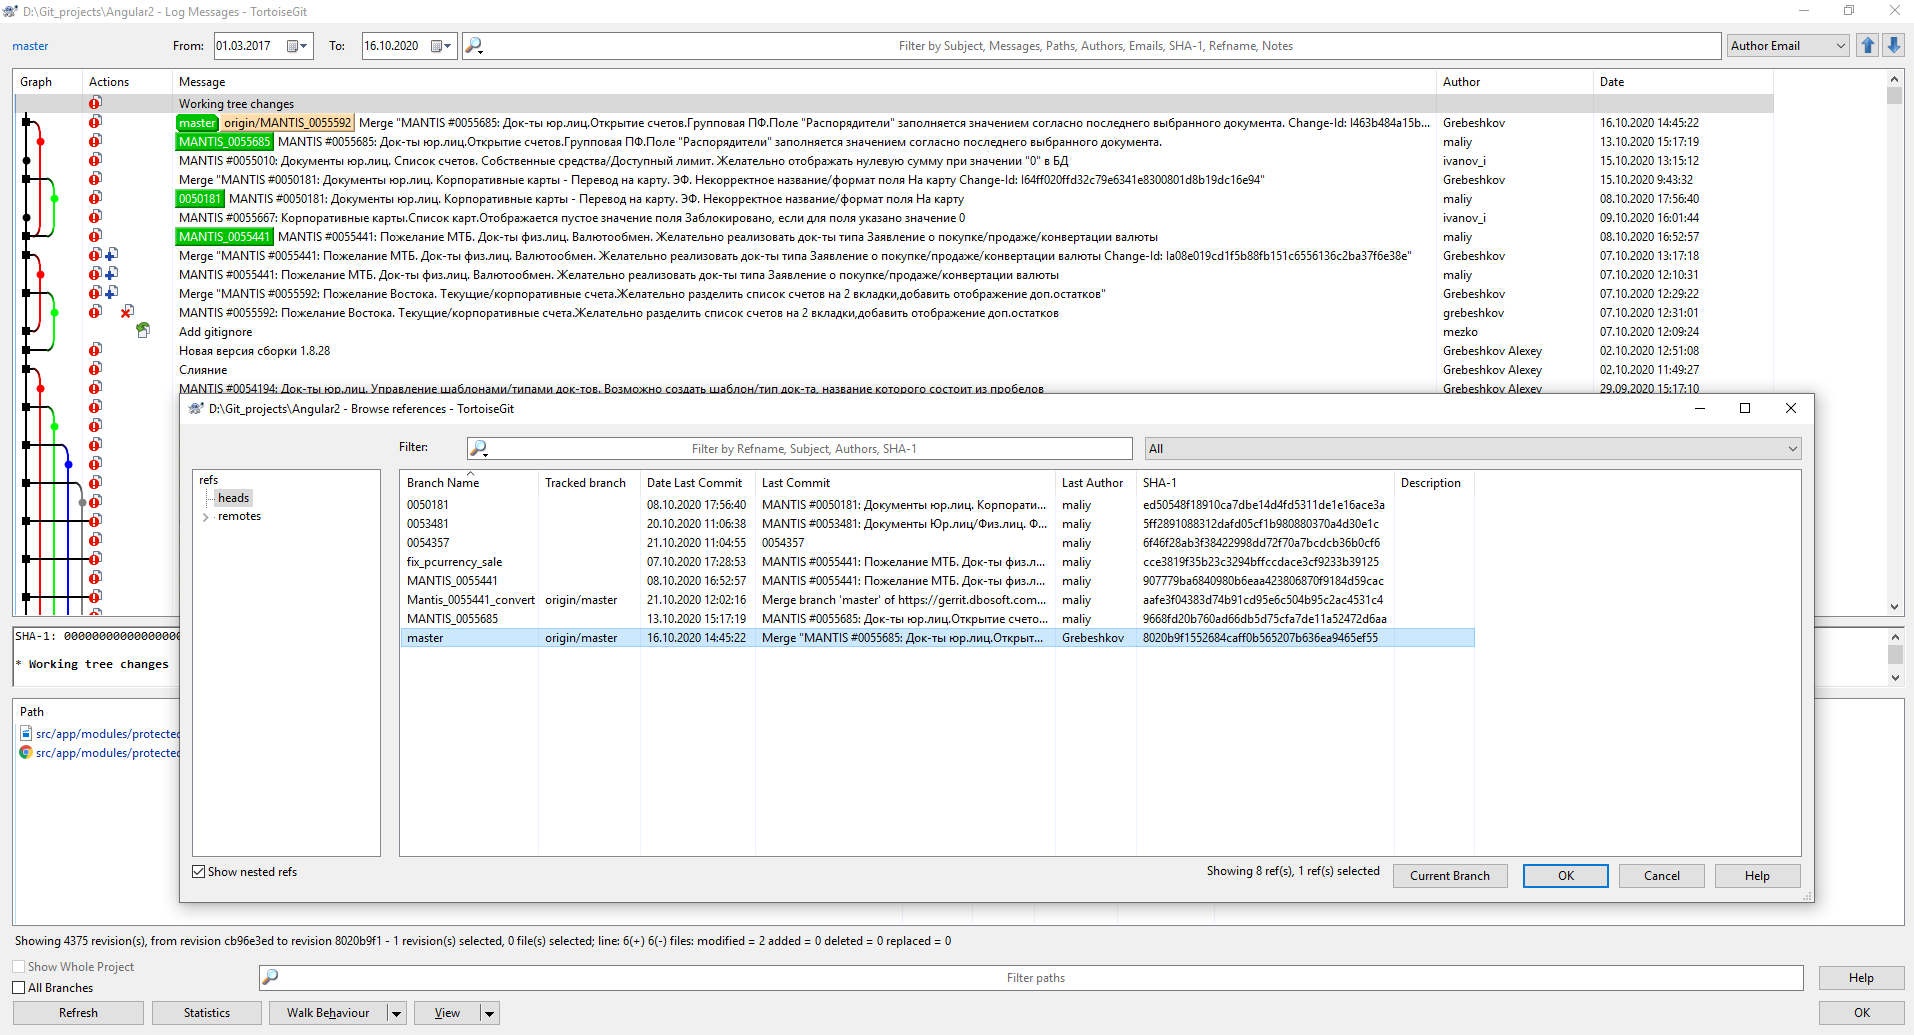 D:\Git_projects\Angular2 - Log Messages - TortoiseGit
master From: 01.03.2017 To: 16.10.2020 Filter by Subject, Messages, Paths, Authors, Emails, SHA-1, Refname, Notes Author Email
Graph Actions Message Author Date
Working tree changes
master origin/MANTIS_0055592 Merge "MANTIS #0055685: Док-ты юр.лиц.Открытие счетов.Групповая ПФ.Поле "Распорядители" заполняется значением согласно последнего выбранного документа. Change-Id: I463b484a15b... Grebeshkov 16.10.2020 14:45:22
MANTIS_0055685 MANTIS #0055685: Док-ты юр.лиц.Открытие счетов.Групповая ПФ.Поле "Распорядители" заполняется значением согласно последнего выбранного документа. maliy 13.10.2020 15:17:19
MANTIS #0055010: Документы юр.лиц. Список счетов. Собственные средства/Доступный лимит. Желательно отображать нулевую сумму при значении "0" в БД ivanov_i 15.10.2020 13:15:12
Merge "MANTIS #0050181: Документы юр.лиц. Корпоративные карты - Перевод на карту. ЭФ. Некорректное название/формат поля На карту Change-Id: I64ff020ffd32c79e6341e8300801d8b19dc16e94" Grebeshkov 15.10.2020 9:43:32
0050181 MANTIS #0050181: Документы юр.лиц. Корпоративные карты - Перевод на карту. ЭФ. Некорректное название/формат поля На карту maliy 08.10.2020 17:56:40
MANTIS #0055667: Корпоративные карты.Список карт.Отображается пустое значение поля Заблокировано, если для поля указано значение 0 ivanov_i 09.10.2020 16:01:44
MANTIS_0055441 MANTIS #0055441: Пожелание МТБ. Док-ты физ.лиц. Валютообмен. Желательно реализовать док-ты типа Заявление о покупке/продаже/конвертации валюты maliy 08.10.2020 16:52:57
Merge "MANTIS #0055441: Пожелание МТБ. Док-ты физ.лиц. Валютообмен. Желательно реализовать док-ты типа Заявление о покупке/продаже/конвертации валюты Change-Id: Ia08e019cd1f5b88fb151c6556136c2ba37f6e38e" Grebeshkov 07.10.2020 13:17:18
MANTIS #0055441: Пожелание МТБ. Док-ты физ.лиц. Валютообмен. Желательно реализовать док-ты типа Заявление о покупке/продаже/конвертации валюты maliy 07.10.2020 12:10:31
Merge "MANTIS #0055592: Пожелание Востока. Текущие/корпоративные счета.Желательно разделить список счетов на 2 вкладки,добавить отображение доп.остатков" Grebeshkov 07.10.2020 12:29:22
MANTIS #0055592: Пожелание Востока. Текущие/корпоративные счета.Желательно разделить список счетов на 2 вкладки,добавить отображение доп.остатков grebeshkov 07.10.2020 12:31:01
Add gitignore mezko 07.10.2020 12:09:24
Новая версия сборки 1.8.28 Grebeshkov Alexey 02.10.2020 12:51:08
Слияние Grebeshkov Alexey 02.10.2020 11:49:27
MANTIS #0054194: Док-ты юр.лиц. Управление шаблонами/типами док-тов. Возможно создать шаблон/тип док-та, название которого состоит из пробелов Grebeshkov Alexey 29.09.2020 15:17:10
D:\Git_projects\Angular2 - Browse references - TortoiseGit
Filter: Filter by Refname, Subject, Authors, SHA-1 All
refs
heads
remotes
Branch Name Tracked branch Date Last Commit Last Commit Last Author SHA-1 Description
0050181 08.10.2020 17:56:40 MANTIS #0050181: Документы юр.лиц. Корпорати... maliy ed50548f18910ca7dbe14d4fd5311de1e16ace3a
0053481 20.10.2020 11:06:38 MANTIS #0053481: Документы Юр.лиц/Физ.лиц. Ф... maliy 5ff2891088312dafd05cf1b980880370a4d30e1c
0054357 21.10.2020 11:04:55 0054357 maliy 6f46f28ab3f38422998dd72f70a7bcdcb36b0cf6
fix_pcurrency_sale 07.10.2020 17:28:53 MANTIS #0055441: Пожелание МТБ. Док-ты физ.л... maliy cce3819f35b23c3294bffccdace3cf9233b39125
MANTIS_0055441 08.10.2020 16:52:57 MANTIS #0055441: Пожелание МТБ. Док-ты физ.л... maliy 907779ba6840980b6eaa423806870f9184d59cac
Mantis_0055441_convert origin/master 21.10.2020 12:02:16 Merge branch 'master' of https://gerrit.dbosoft.com... maliy aafe3f04383d74b91cd95e6c504b95c2ac4531c4
MANTIS_0055685 13.10.2020 15:17:19 MANTIS #0055685: Док-ты юр.лиц.Открытие счето... maliy 9668fd20b760ad66db5d75cfa7de11a52472d6aa
master origin/master 16.10.2020 14:45:22 Merge "MANTIS #0055685: Док-ты юр.лиц.Открыт... Grebeshkov 8020b9f1552684caff0b565207b636ea9465ef55
Show nested refs Showing 8 ref(s), 1 ref(s) selected Current Branch OK Cancel Help
SHA-1: 00000000000000000
* Working tree changes
Path
src/app/modules/protected
src/app/modules/protected
Showing 4375 revision(s), from revision cb96e3ed to revision 8020b9f1 - 1 revision(s) selected, 0 file(s) selected; line: 6(+) 6(-) files: modified = 2 added = 0 deleted = 0 replaced = 0
Show Whole Project
Filter paths Help
All Branches
Refresh Statistics Walk Behaviour View OK